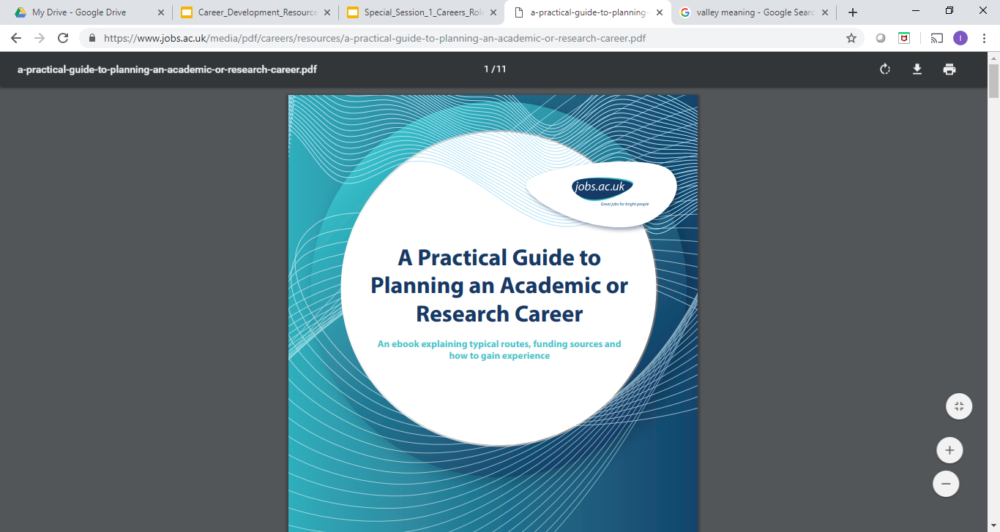 My Drive - Google Drive
Career_Development_Resource
Special_Session_1_Careers_Role
a-practical-guide-to-planning-
valley meaning - Google Searc
https://www.jobs.ac.uk/media/pdf/careers/resources/a-practical-guide-to-planning-an-academic-or-research-career.pdf
I
a-practical-guide-to-planning-an-academic-or-research-career.pdf
1 / 11
jobs.ac.uk
Great jobs for bright people
A Practical Guide to
Planning an Academic or
Research Career
An ebook explaining typical routes, funding sources and
how to gain experience